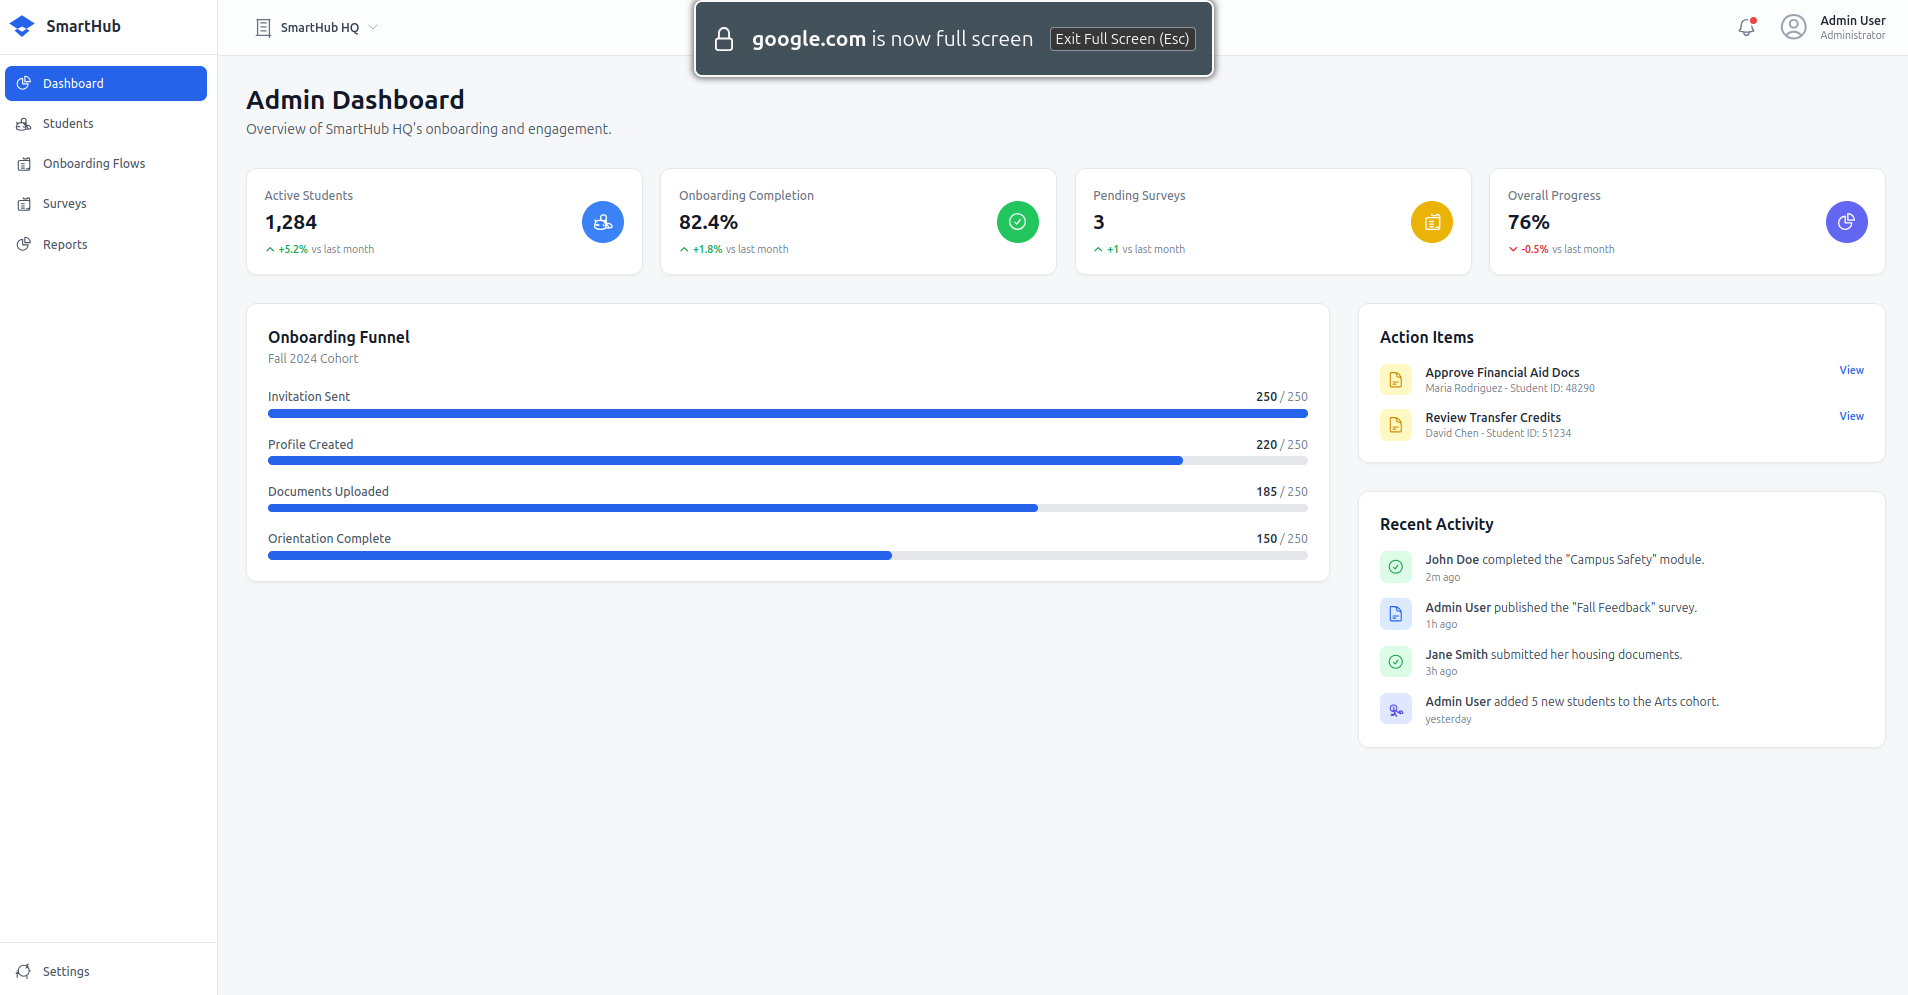 SmartHub
SmartHub HQ
google.com is now full screen
Exit Full Screen (Esc)
Admin User
Administrator
Dashboard
Students
Onboarding Flows
Surveys
Reports
Settings
Admin Dashboard
Overview of SmartHub HQ's onboarding and engagement.
Active Students
1,284
+5.2% vs last month
Onboarding Completion
82.4%
+1.8% vs last month
Pending Surveys
3
+1 vs last month
Overall Progress
76%
-0.5% vs last month
Onboarding Funnel
Fall 2024 Cohort
Invitation Sent 250 / 250
Profile Created 220 / 250
Documents Uploaded 185 / 250
Orientation Complete 150 / 250
Action Items
Approve Financial Aid Docs View
Maria Rodriguez - Student ID: 48290
Review Transfer Credits View
David Chen - Student ID: 51234
Recent Activity
John Doe completed the "Campus Safety" module.
2m ago
Admin User published the "Fall Feedback" survey.
1h ago
Jane Smith submitted her housing documents.
3h ago
Admin User added 5 new students to the Arts cohort.
yesterday